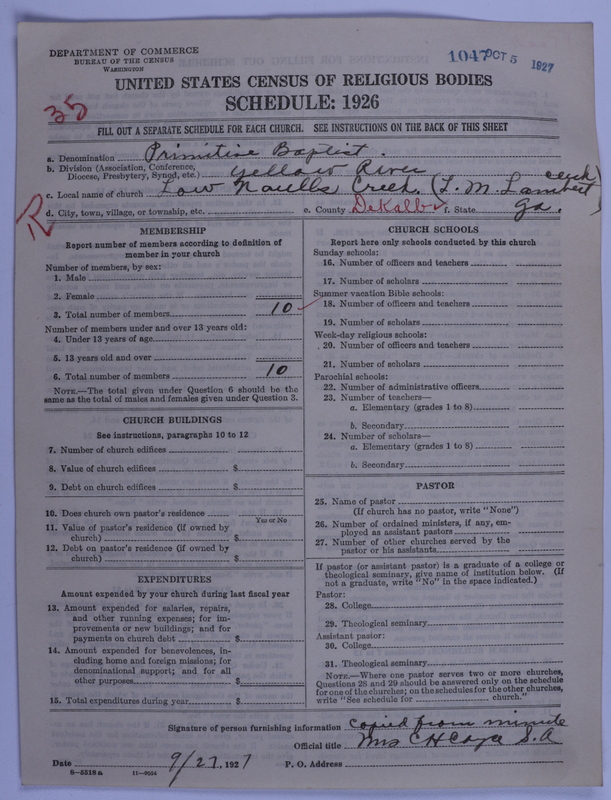 DEPARTMENT OF COMMERCE
BUREAU OF THE CENSUS
WASHINGTON
1047 OCT 5 1927
UNITED STATES CENSUS OF RELIGIOUS BODIES
SCHEDULE: 1926
35
FILL OUT A SEPARATE SCHEDULE FOR EACH CHURCH. SEE INSTRUCTIONS ON THE BACK OF THIS SHEET
a. Denomination Primitive Baptist.
b. Division (Association, Conference, Diocese, Presbytery, Synod, etc.) Yellow River
c. Local name of church Creek. (L. M. Lambert clerk)
d. City, town, village, or township, etc. e. County DeKalb f. State Ga.
MEMBERSHIP
Report number of members according to definition of
member in your church
Number of members, by sex:
1. Male
2. Female
3. Total number of members 10
Number of members under and over 13 years old:
4. Under 13 years of age
5. 13 years old and over
6. Total number of members 10
NOTE.—The total given under Question 6 should be the
same as the total of males and females given under Question 3.
CHURCH BUILDINGS
See instructions, paragraphs 10 to 12
7. Number of church edifices
8. Value of church edifices $
9. Debt on church edifices $
10. Does church own pastor's residence
Yes or No
11. Value of pastor's residence (if owned by
church) $
12. Debt on pastor's residence (if owned by
church) $
EXPENDITURES
Amount expended by your church during last fiscal year
13. Amount expended for salaries, repairs,
and other running expenses; for im-
provements or new buildings; and for
payments on church debt $
14. Amount expended for benevolences, in-
cluding home and foreign missions; for
denominational support; and for all
other purposes $
15. Total expenditures during year $
CHURCH SCHOOLS
Report here only schools conducted by this church
Sunday schools:
16. Number of officers and teachers
17. Number of scholars
Summer vacation Bible schools:
18. Number of officers and teachers
19. Number of scholars
Week-day religious schools:
20. Number of officers and teachers
21. Number of scholars
Parochial schools:
22. Number of administrative officers
23. Number of teachers—
a. Elementary (grades 1 to 8)
b. Secondary
24. Number of scholars—
a. Elementary (grades 1 to 8)
b. Secondary
PASTOR
25. Name of pastor
(If church has no pastor, write "None")
26. Number of ordained ministers, if any, em-
ployed as assistant pastors
27. Number of other churches served by the
pastor or his assistants
If pastor (or assistant pastor) is a graduate of a college or
theological seminary, give name of institution below. (If
not a graduate, write "No" in the space indicated.)
Pastor:
28. College
29. Theological seminary
Assistant pastor:
30. College
31. Theological seminary
NOTE.—Where one pastor serves two or more churches,
Questions 28 and 29 should be answered only on the schedule
for one of the churches; on the schedules for the other churches,
write "See schedule for church."
Signature of person furnishing information copied from minute
Official title Mrs C H S. A
Date 9/27, 1927 P. O. Address
8-5518a 11-9054